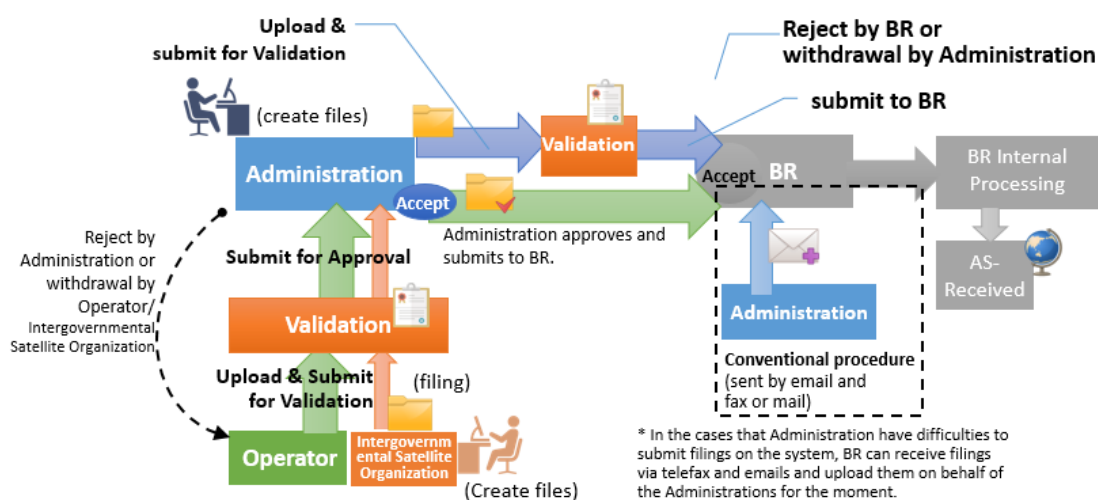 Upload &
submit for Validation
Reject by BR or
withdrawal by Administration
submit to BR
(create files)
Administration
Validation
Accept
BR
BR Internal
Processing
Accept
Administration approves and
submits to BR.
Reject by
Administration or
withdrawal by
Operator/
Intergovernmental
Satellite Organization
Submit for Approval
AS-
Received
Administration
Validation
Conventional procedure
(sent by email and
fax or mail)
Upload & Submit
for Validation
(filing)
Operator
Intergovernm
ental Satellite
Organization
(Create files)
* In the cases that Administration have difficulties to
submit filings on the system, BR can receive filings
via telefax and emails and upload them on behalf of
the Administrations for the moment.